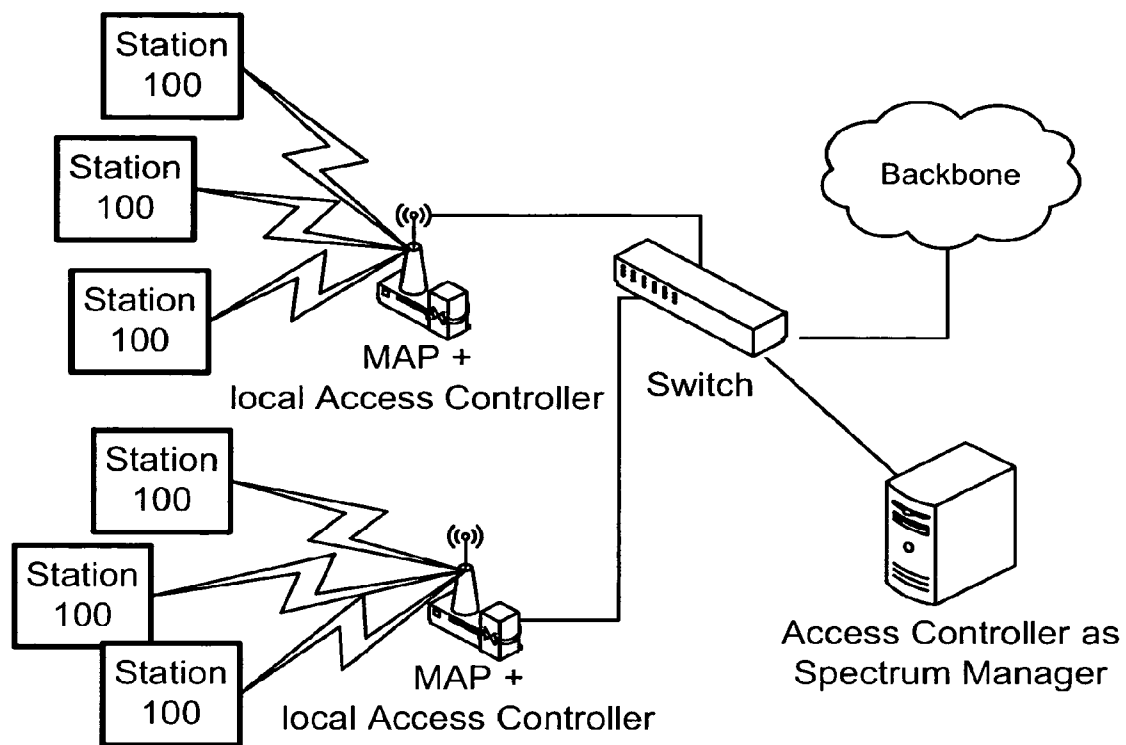 Station
100
Station
100
Station
100
MAP +
local Access Controller
Backbone
Switch
Station
100
Station
100
Station
100
MAP +
local Access Controller
Access Controller as
Spectrum Manager